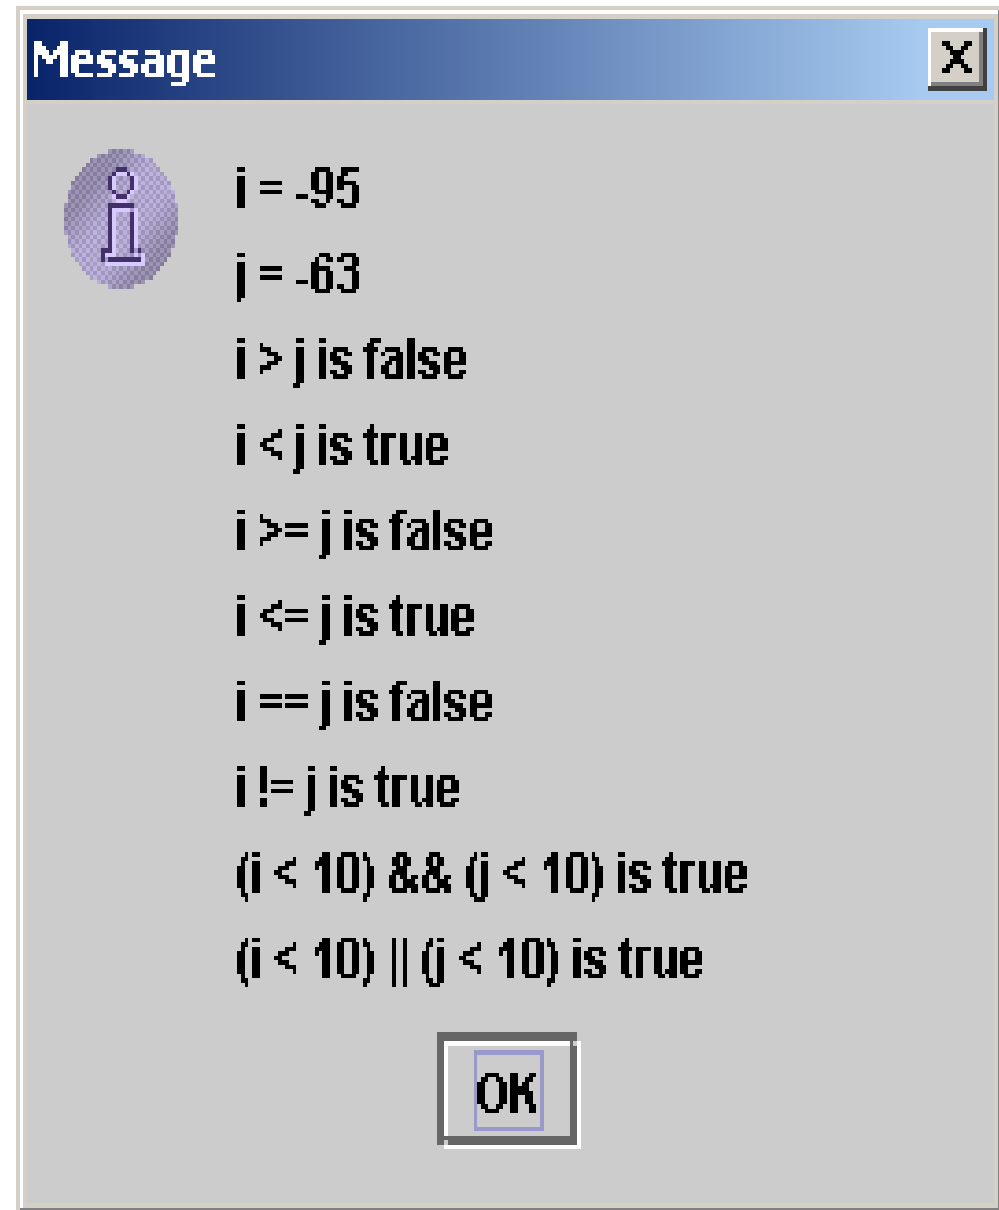 Message
i = -95
j = -63
i > j is false
i < j is true
i >= j is false
i <= j is true
i == j is false
i != j is true
(i < 10) && (j < 10) is true
(i < 10) || (j < 10) is true
OK